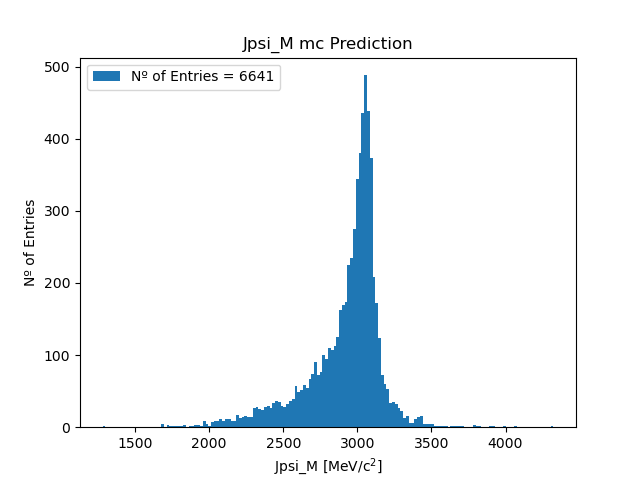 Jpsi_M mc Prediction
Nº of Entries = 6641
500
400
300
200
100
0
Nº of Entries
1500 2000 2500 3000 3500 4000
Jpsi_M [MeV/c²]